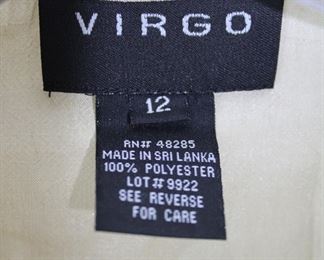 VIRGO
12
RN# 48285
MADE IN SRI LANKA
100% POLYESTER
LOT#9922
SEE REVERSE
FOR CARE